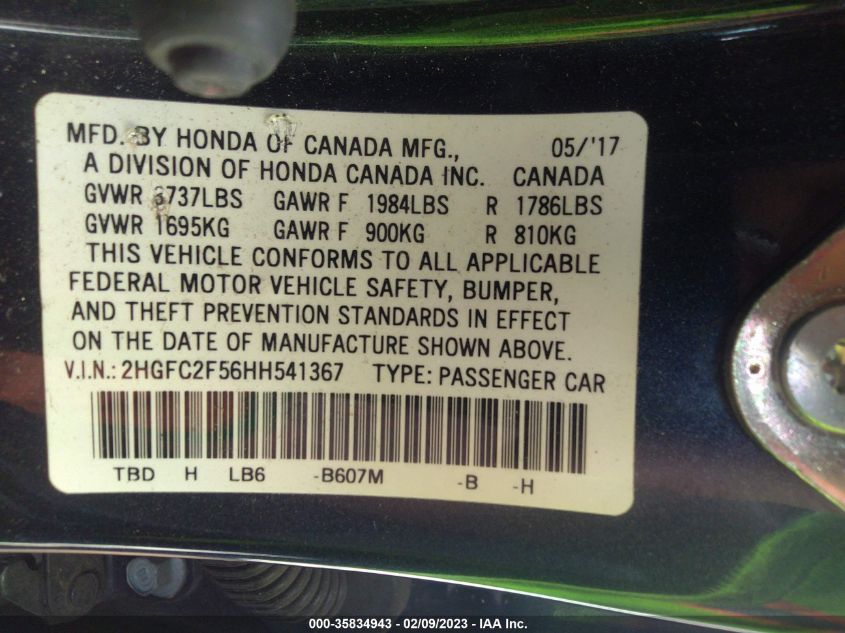 MFD. BY HONDA OF CANADA MFG., 05/'17
A DIVISION OF HONDA CANADA INC. CANADA
GVWR 3737LBS GAWR F 1984LBS R 1786LBS
GVWR 1695KG GAWR F 900KG R 810KG
THIS VEHICLE CONFORMS TO ALL APPLICABLE
FEDERAL MOTOR VEHICLE SAFETY, BUMPER,
AND THEFT PREVENTION STANDARDS IN EFFECT
ON THE DATE OF MANUFACTURE SHOWN ABOVE.
V.I.N.: 2HGFC2F56HH541367 TYPE: PASSENGER CAR
TBD H LB6 -B607M -B -H
000-35834943 - 02/09/2023 - IAA Inc.